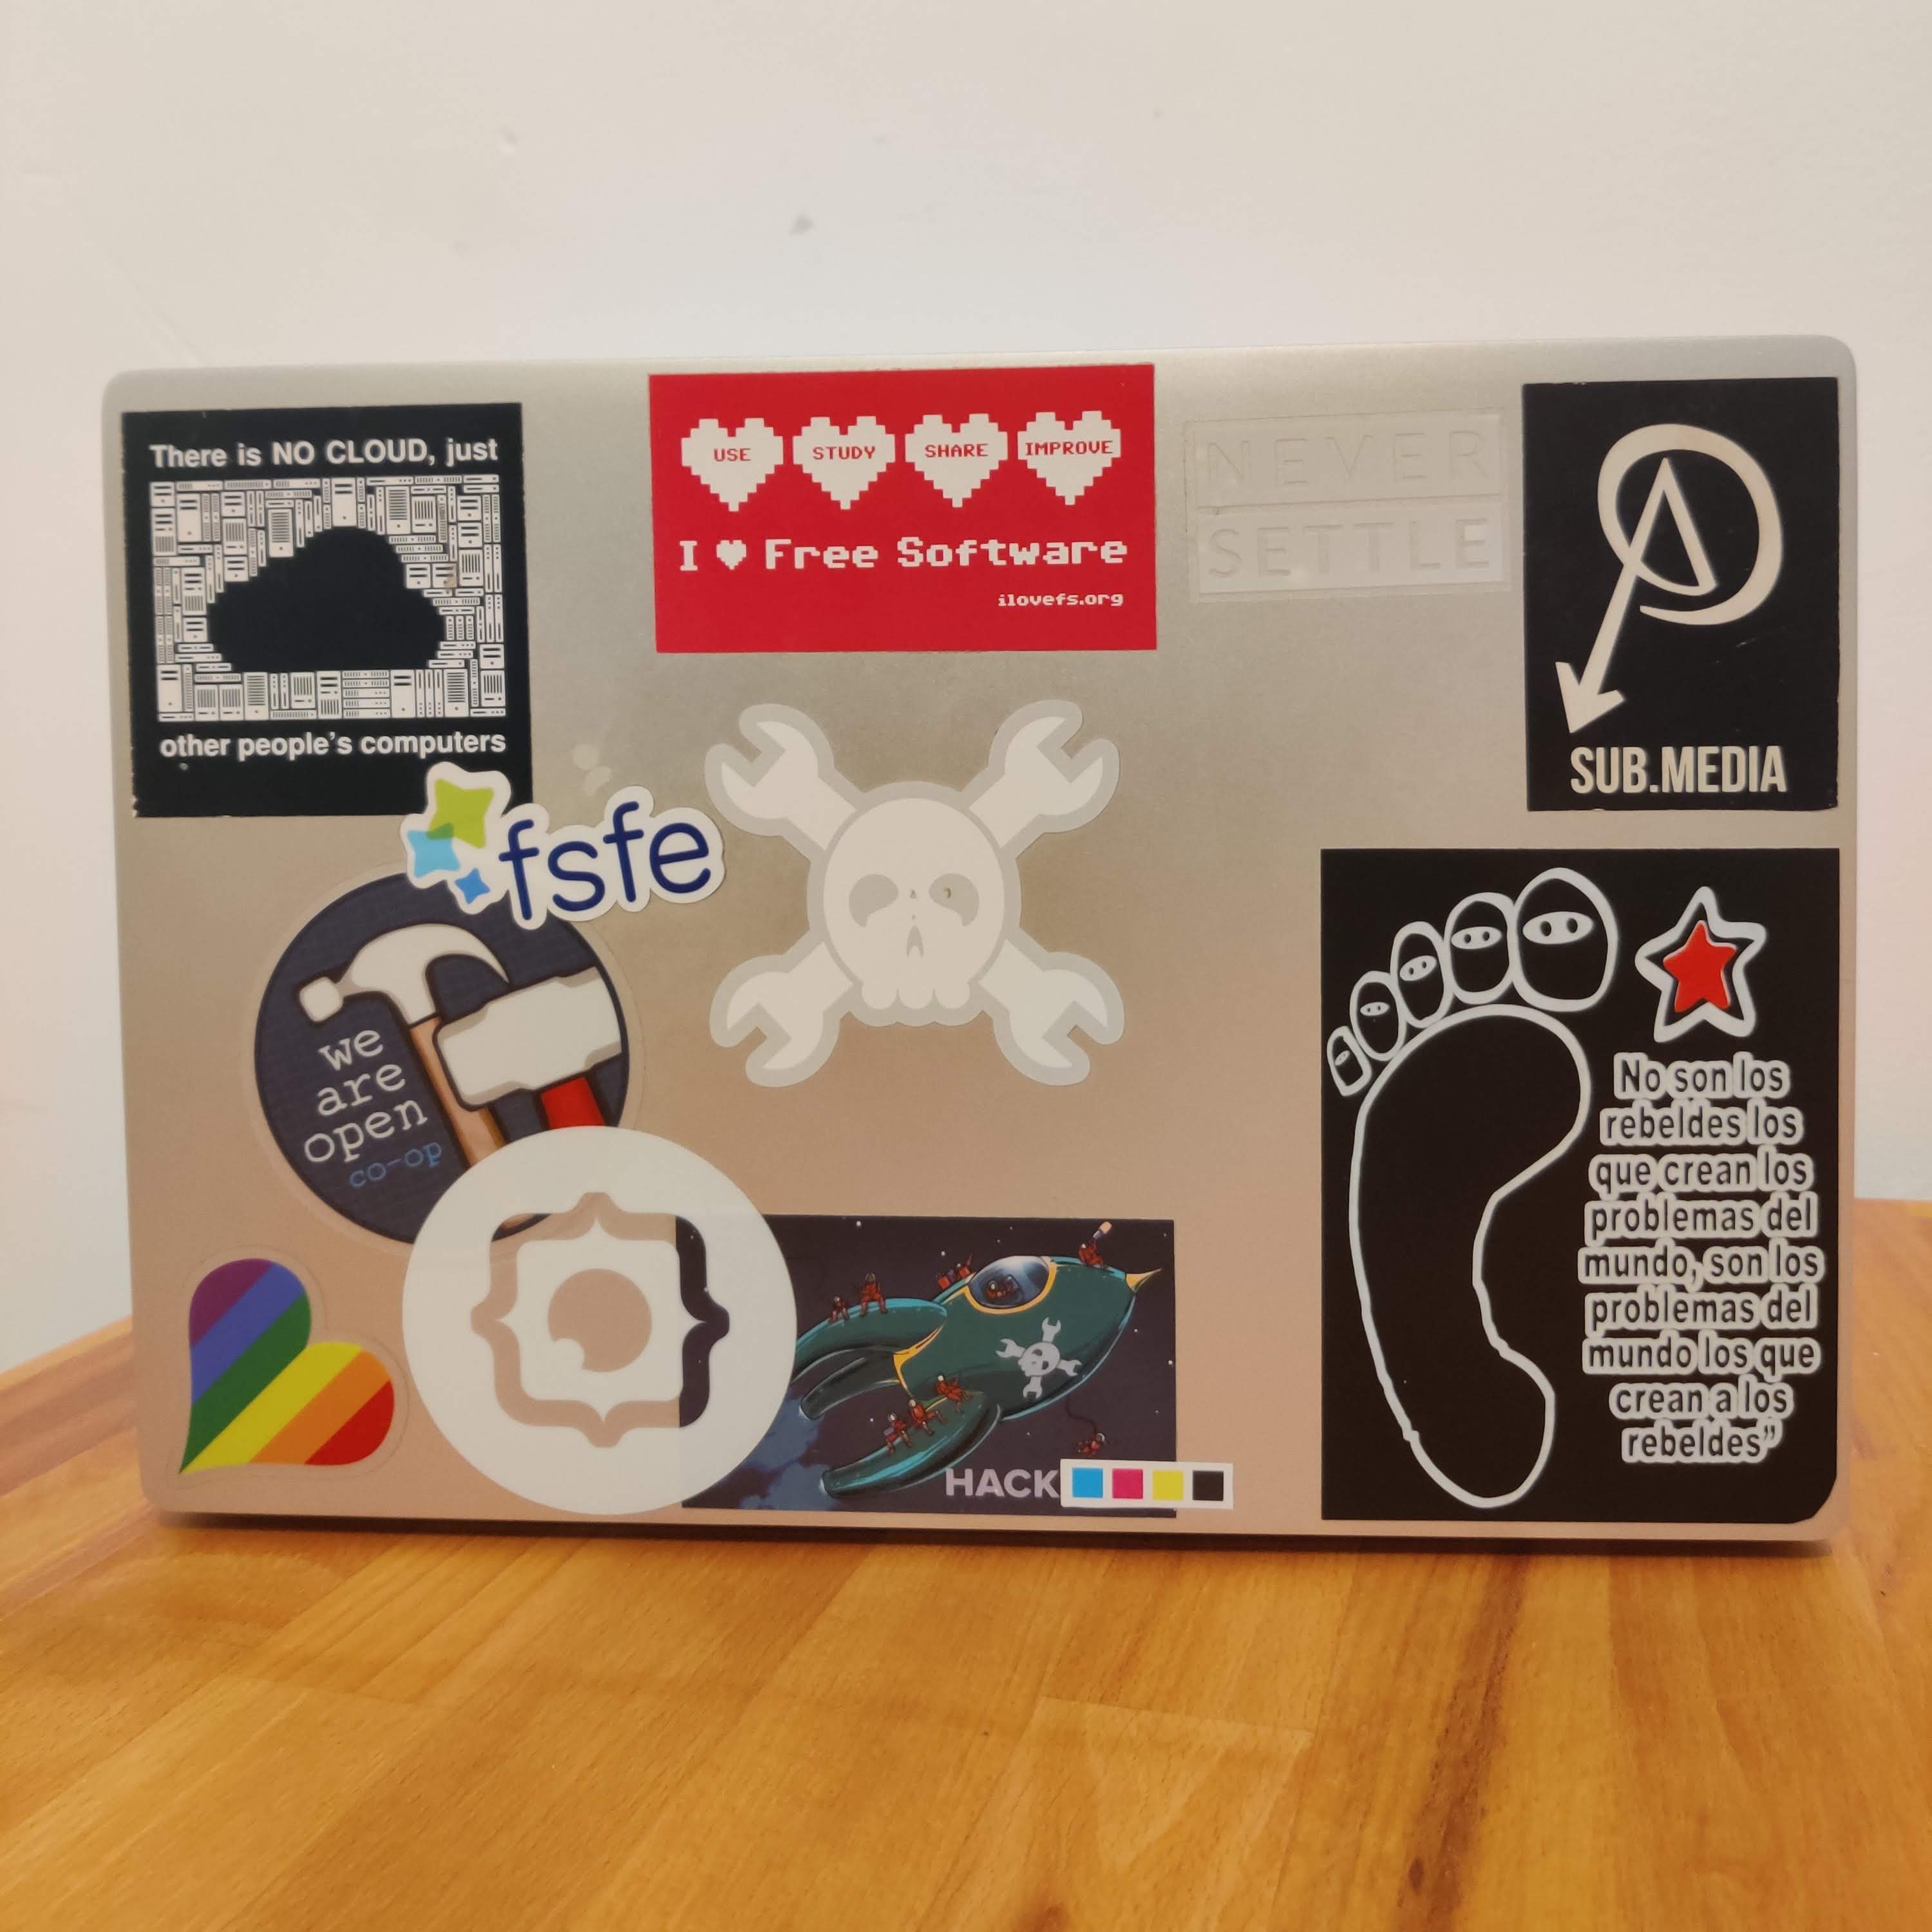 There is NO CLOUD, just
other people's computers
USE
STUDY
SHARE
IMPROVE
I ♥ Free Software
ilovefs.org
NEVER
SETTLE
SUB.MEDIA
fsfe
we
are
open
co-op
HACK
No son los
rebeldes los
que crean los
problemas del
mundo, son los
problemas del
mundo los que
crean a los
rebeldes”